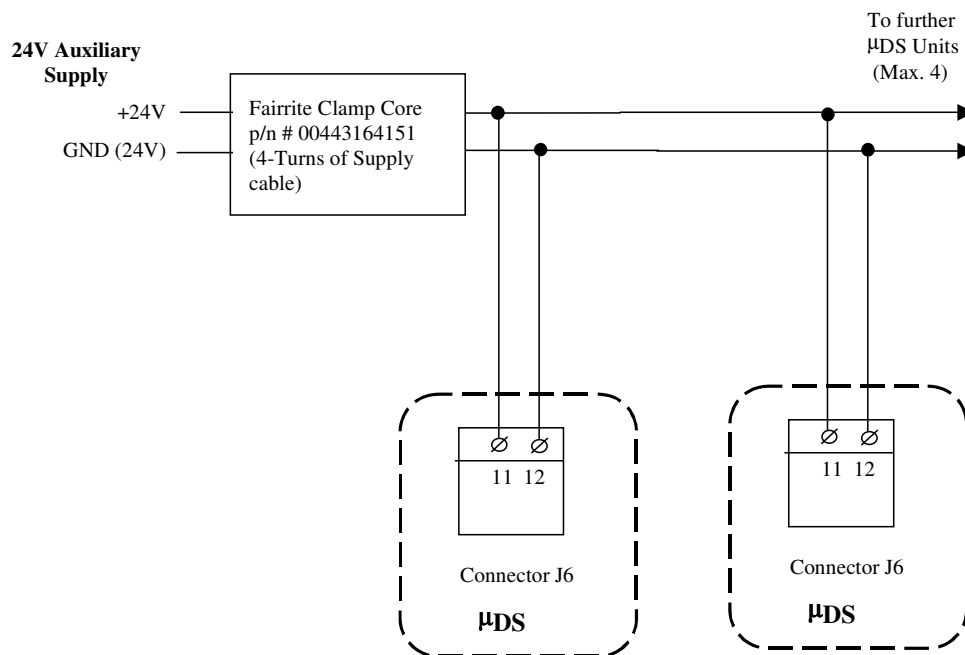 To further
µDS Units
(Max. 4)
24V Auxiliary
Supply
+24V
GND (24V)
Fairrite Clamp Core
p/n # 00443164151
(4-Turns of Supply
cable)
11 12
Connector J6
µDS
11 12
Connector J6
µDS